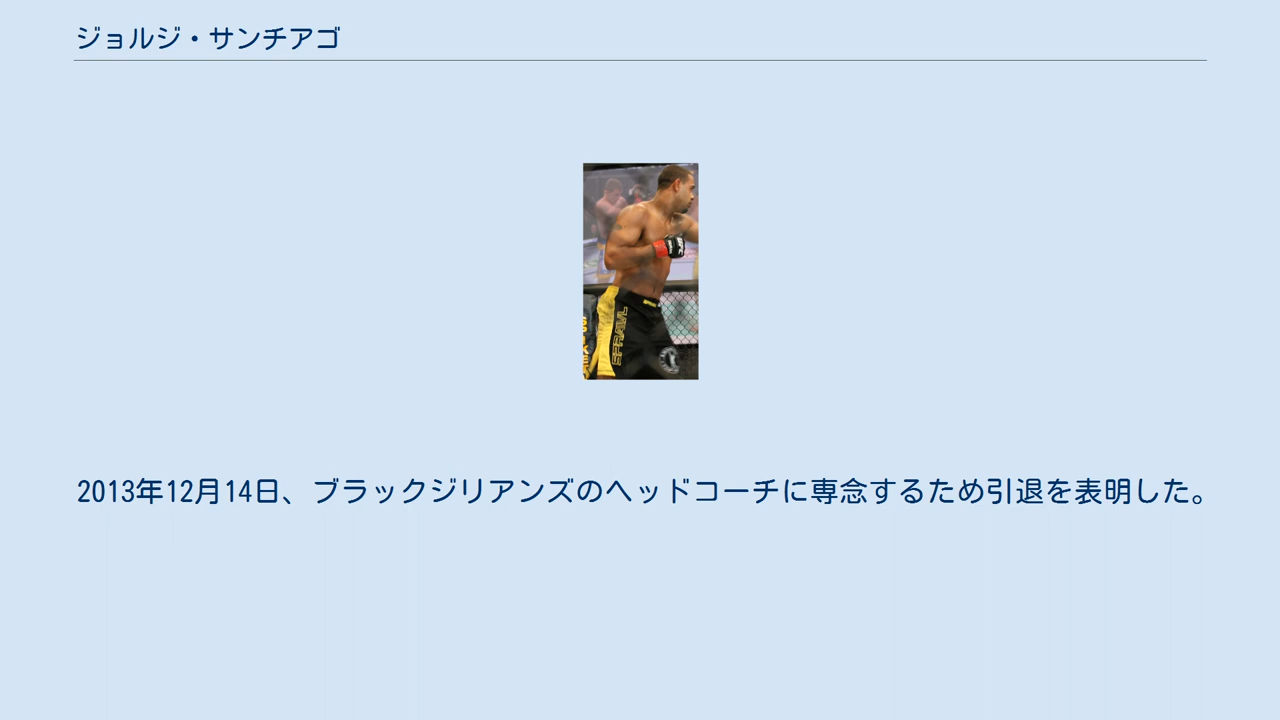 ジョルジ・サンチアゴ
SPRAWL
2013年12月14日、ブラックジリアンズのヘッドコーチに専念するため引退を表明した。